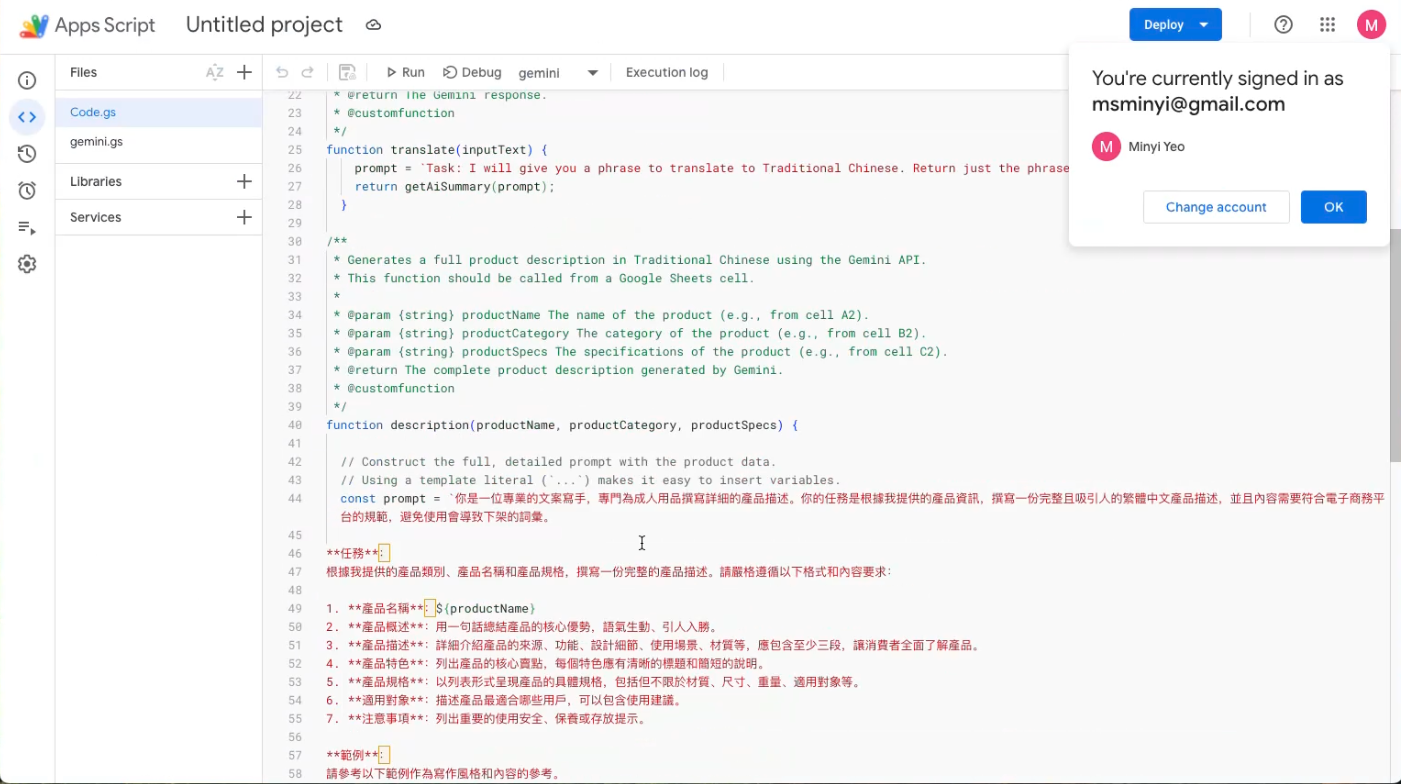 Apps Script
Untitled project
Deploy
M
You're currently signed in as
msminyi@gmail.com
M Minyi Yeo
Change account
OK
Files
AZ
Code.gs
gemini.gs
Libraries
Services
Run
Debug
gemini
Execution log
22 * @return The Gemini response.
23 * @customfunction
24 */
25 function translate(inputText) {
26 prompt = `Task: I will give you a phrase to translate to Traditional Chinese. Return just the phrase
27 return getAiSummary(prompt);
28 }
29
30 /**
31 * Generates a full product description in Traditional Chinese using the Gemini API.
32 * This function should be called from a Google Sheets cell.
33 *
34 * @param {string} productName The name of the product (e.g., from cell A2).
35 * @param {string} productCategory The category of the product (e.g., from cell B2).
36 * @param {string} productSpecs The specifications of the product (e.g., from cell C2).
37 * @return The complete product description generated by Gemini.
38 * @customfunction
39 */
40 function description(productName, productCategory, productSpecs) {
41
42 // Construct the full, detailed prompt with the product data.
43 // Using a template literal (`...`) makes it easy to insert variables.
44 const prompt = `你是一位專業的文案寫手，專門為成人用品撰寫詳細的產品描述。你的任務是根據我提供的產品資訊，撰寫一份完整且吸引人的繁體中文產品描述，並且內容需要符合電子商務平
台的規範，避免使用會導致下架的詞彙。
45
46 **任務**：
47 根據我提供的產品類別、產品名稱和產品規格，撰寫一份完整的產品描述。請嚴格遵循以下格式和內容要求：
48
49 1. **產品名稱**：${productName}
50 2. **產品概述**：用一句話總結產品的核心優勢，語氣生動、引人入勝。
51 3. **產品描述**：詳細介紹產品的來源、功能、設計細節、使用場景、材質等，應包含至少三段，讓消費者全面了解產品。
52 4. **產品特色**：列出產品的核心賣點，每個特色應有清晰的標題和簡短的說明。
53 5. **產品規格**：以列表形式呈現產品的具體規格，包括但不限於材質、尺寸、重量、適用對象等。
54 6. **適用對象**：描述產品最適合哪些用戶，可以包含使用建議。
55 7. **注意事項**：列出重要的使用安全、保養或存放提示。
56
57 **範例**：
58 請參考以下範例作為寫作風格和內容的參考。